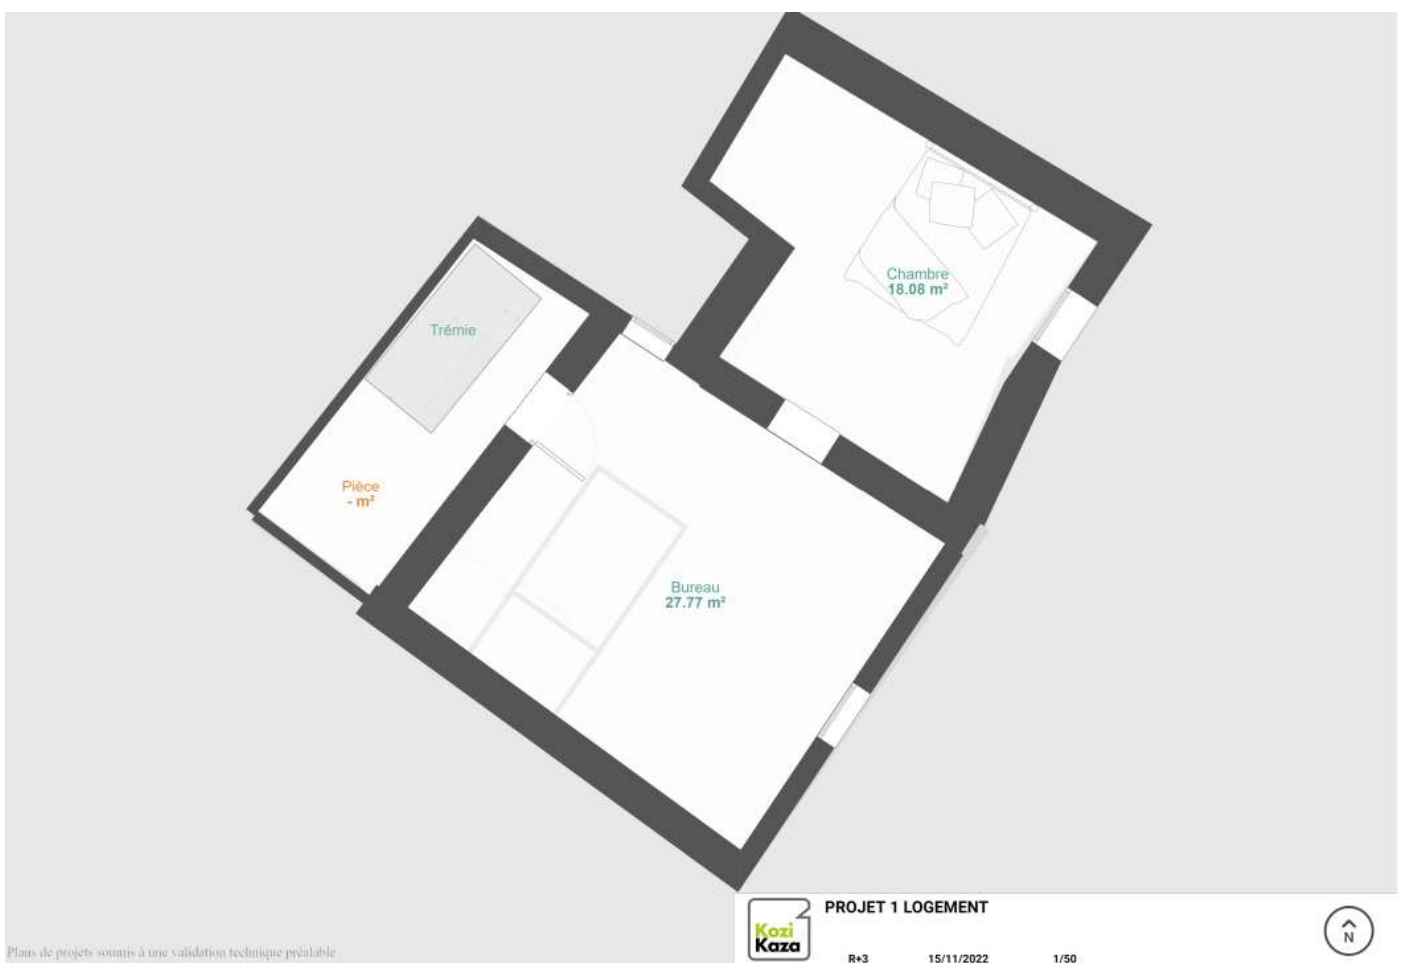 Chambre
18.08 m²
Trémie
Pièce
- m²
Bureau
27.77 m²
PROJET 1 LOGEMENT
Kozi
Kaza
N
Plans de projets soumis à une validation technique préalable
R+3 15/11/2022 1/50